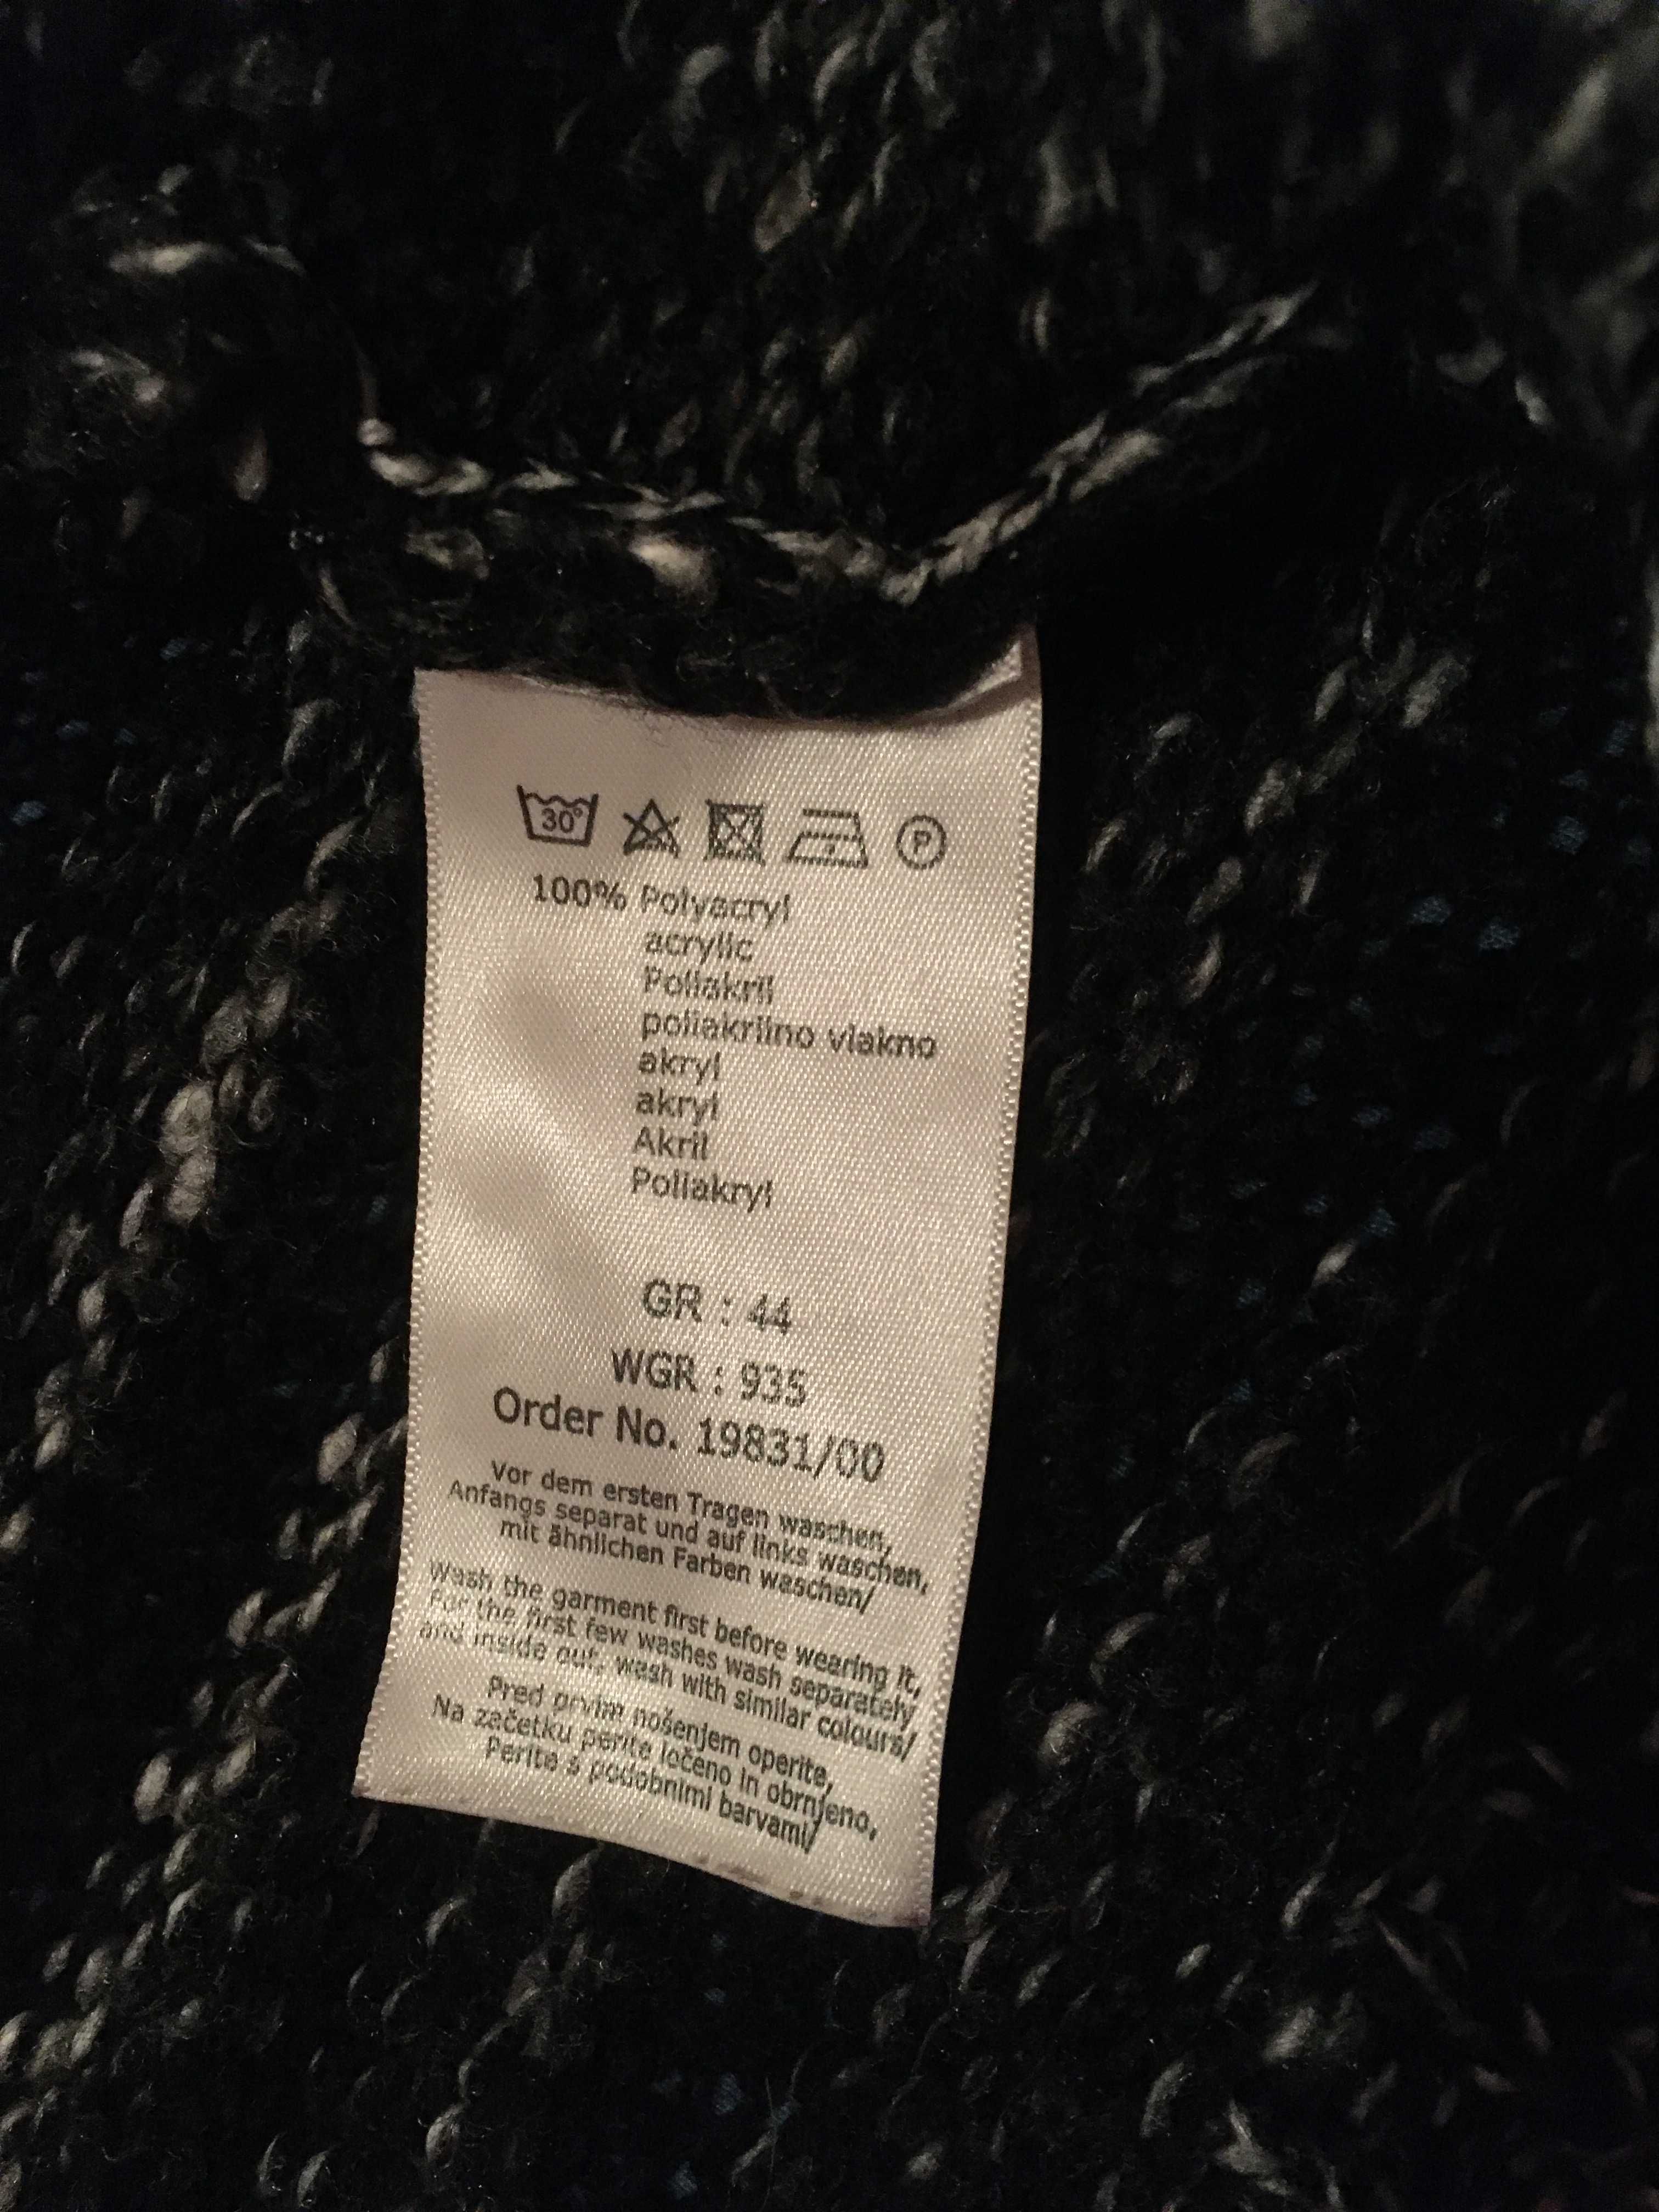 30°
P
100% Polyacryl
acrylic
Poliakril
poliakrilno vlakno
akryl
akryl
Akril
Poliakryl
GR : 44
WGR : 935
Order No. 19831/00
Vor dem ersten Tragen waschen,
Anfangs separat und auf links waschen,
mit ähnlichen Farben waschen/
Wash the garment first before wearing it,
For the first few washes wash separately
and inside out, wash with similar colours/
Pred prvim nošenjem operite,
Na začetku perite ločeno in obrnjeno,
Perite s podobnimi barvami/